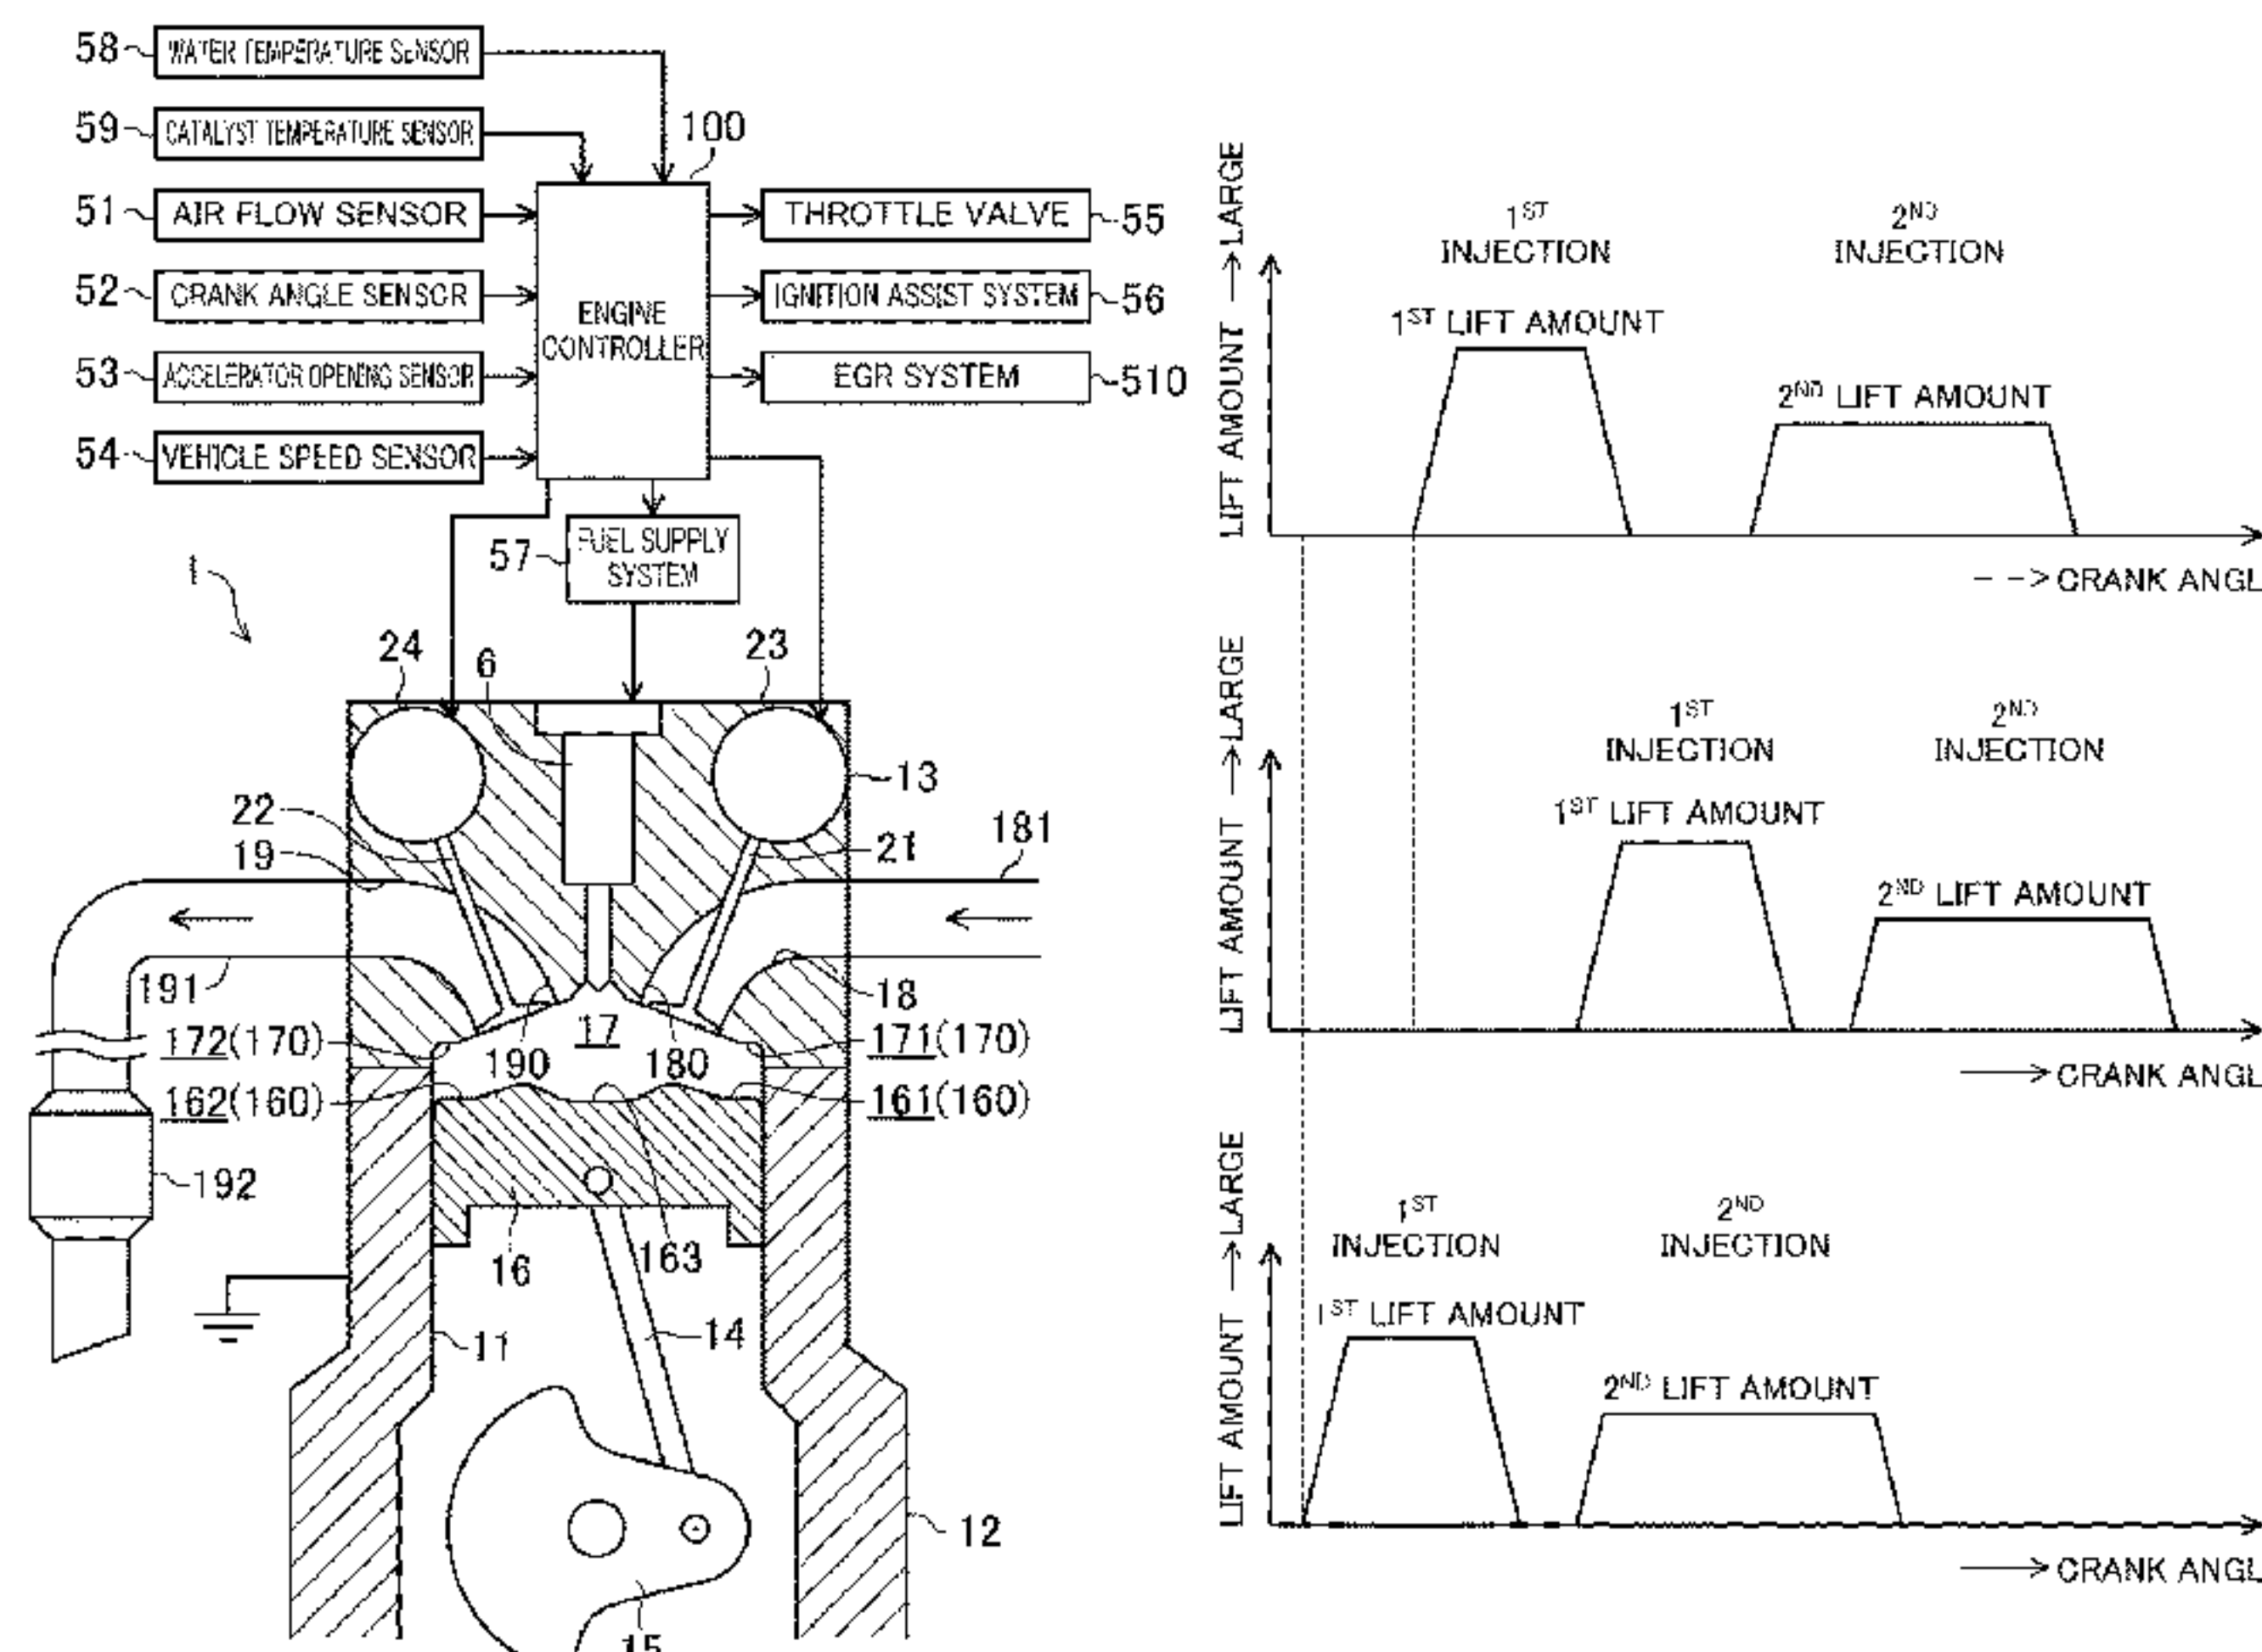 58 WATER TEMPERATURE SENSOR
59 CATALYST TEMPERATURE SENSOR
100
51 AIR FLOW SENSOR
THROTTLE VALVE 55
52 CRANK ANGLE SENSOR
IGNITION ASSIST SYSTEM 56
53 ACCELERATOR OPENING SENSOR
EGR SYSTEM 510
54 VEHICLE SPEED SENSOR
ENGINE
CONTROLLER
57 FUEL SUPPLY
SYSTEM
1
24
6
23
13
22
19
21
181
191
18
172(170)
190
17
180
171(170)
162(160)
161(160)
192
16
163
11
14
12
15
LIFT AMOUNT → LARGE
1ST
INJECTION
2ND
INJECTION
1ST LIFT AMOUNT
2ND LIFT AMOUNT
--> CRANK ANGL
LIFT AMOUNT → LARGE
1ST
INJECTION
2ND
INJECTION
1ST LIFT AMOUNT
2ND LIFT AMOUNT
→ CRANK ANGL
LIFT AMOUNT → LARGE
1ST
INJECTION
2ND
INJECTION
1ST LIFT AMOUNT
2ND LIFT AMOUNT
→ CRANK ANGL